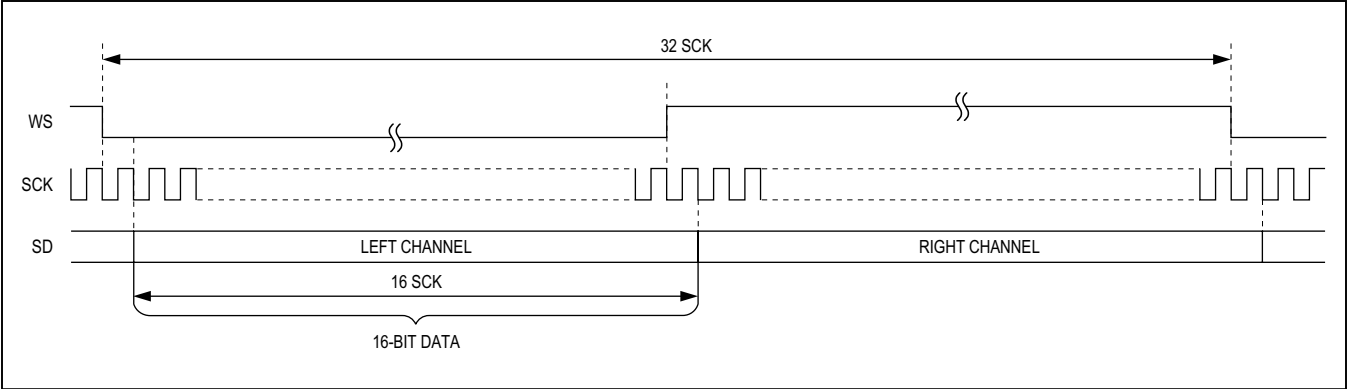 32 SCK
WS
SCK
SD
LEFT CHANNEL
RIGHT CHANNEL
16 SCK
16-BIT DATA